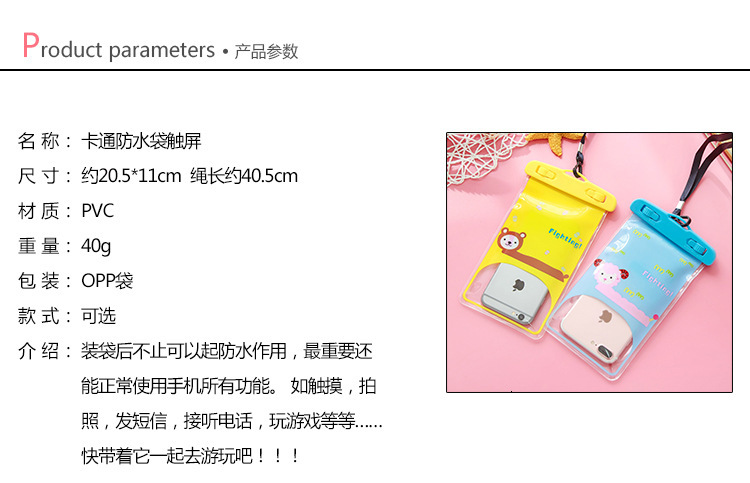 Product parameters • 产品参数
名 称： 卡通防水袋触屏
尺 寸： 约20.5*11cm 绳长约40.5cm
材 质： PVC
重 量： 40g
包 装： OPP袋
款 式： 可选
介 绍： 装袋后不止可以起防水作用，最重要还
能正常使用手机所有功能。 如触摸，拍
照，发短信，接听电话，玩游戏等等......
快带着它一起去游玩吧！！！
Fighting!
Fighting!